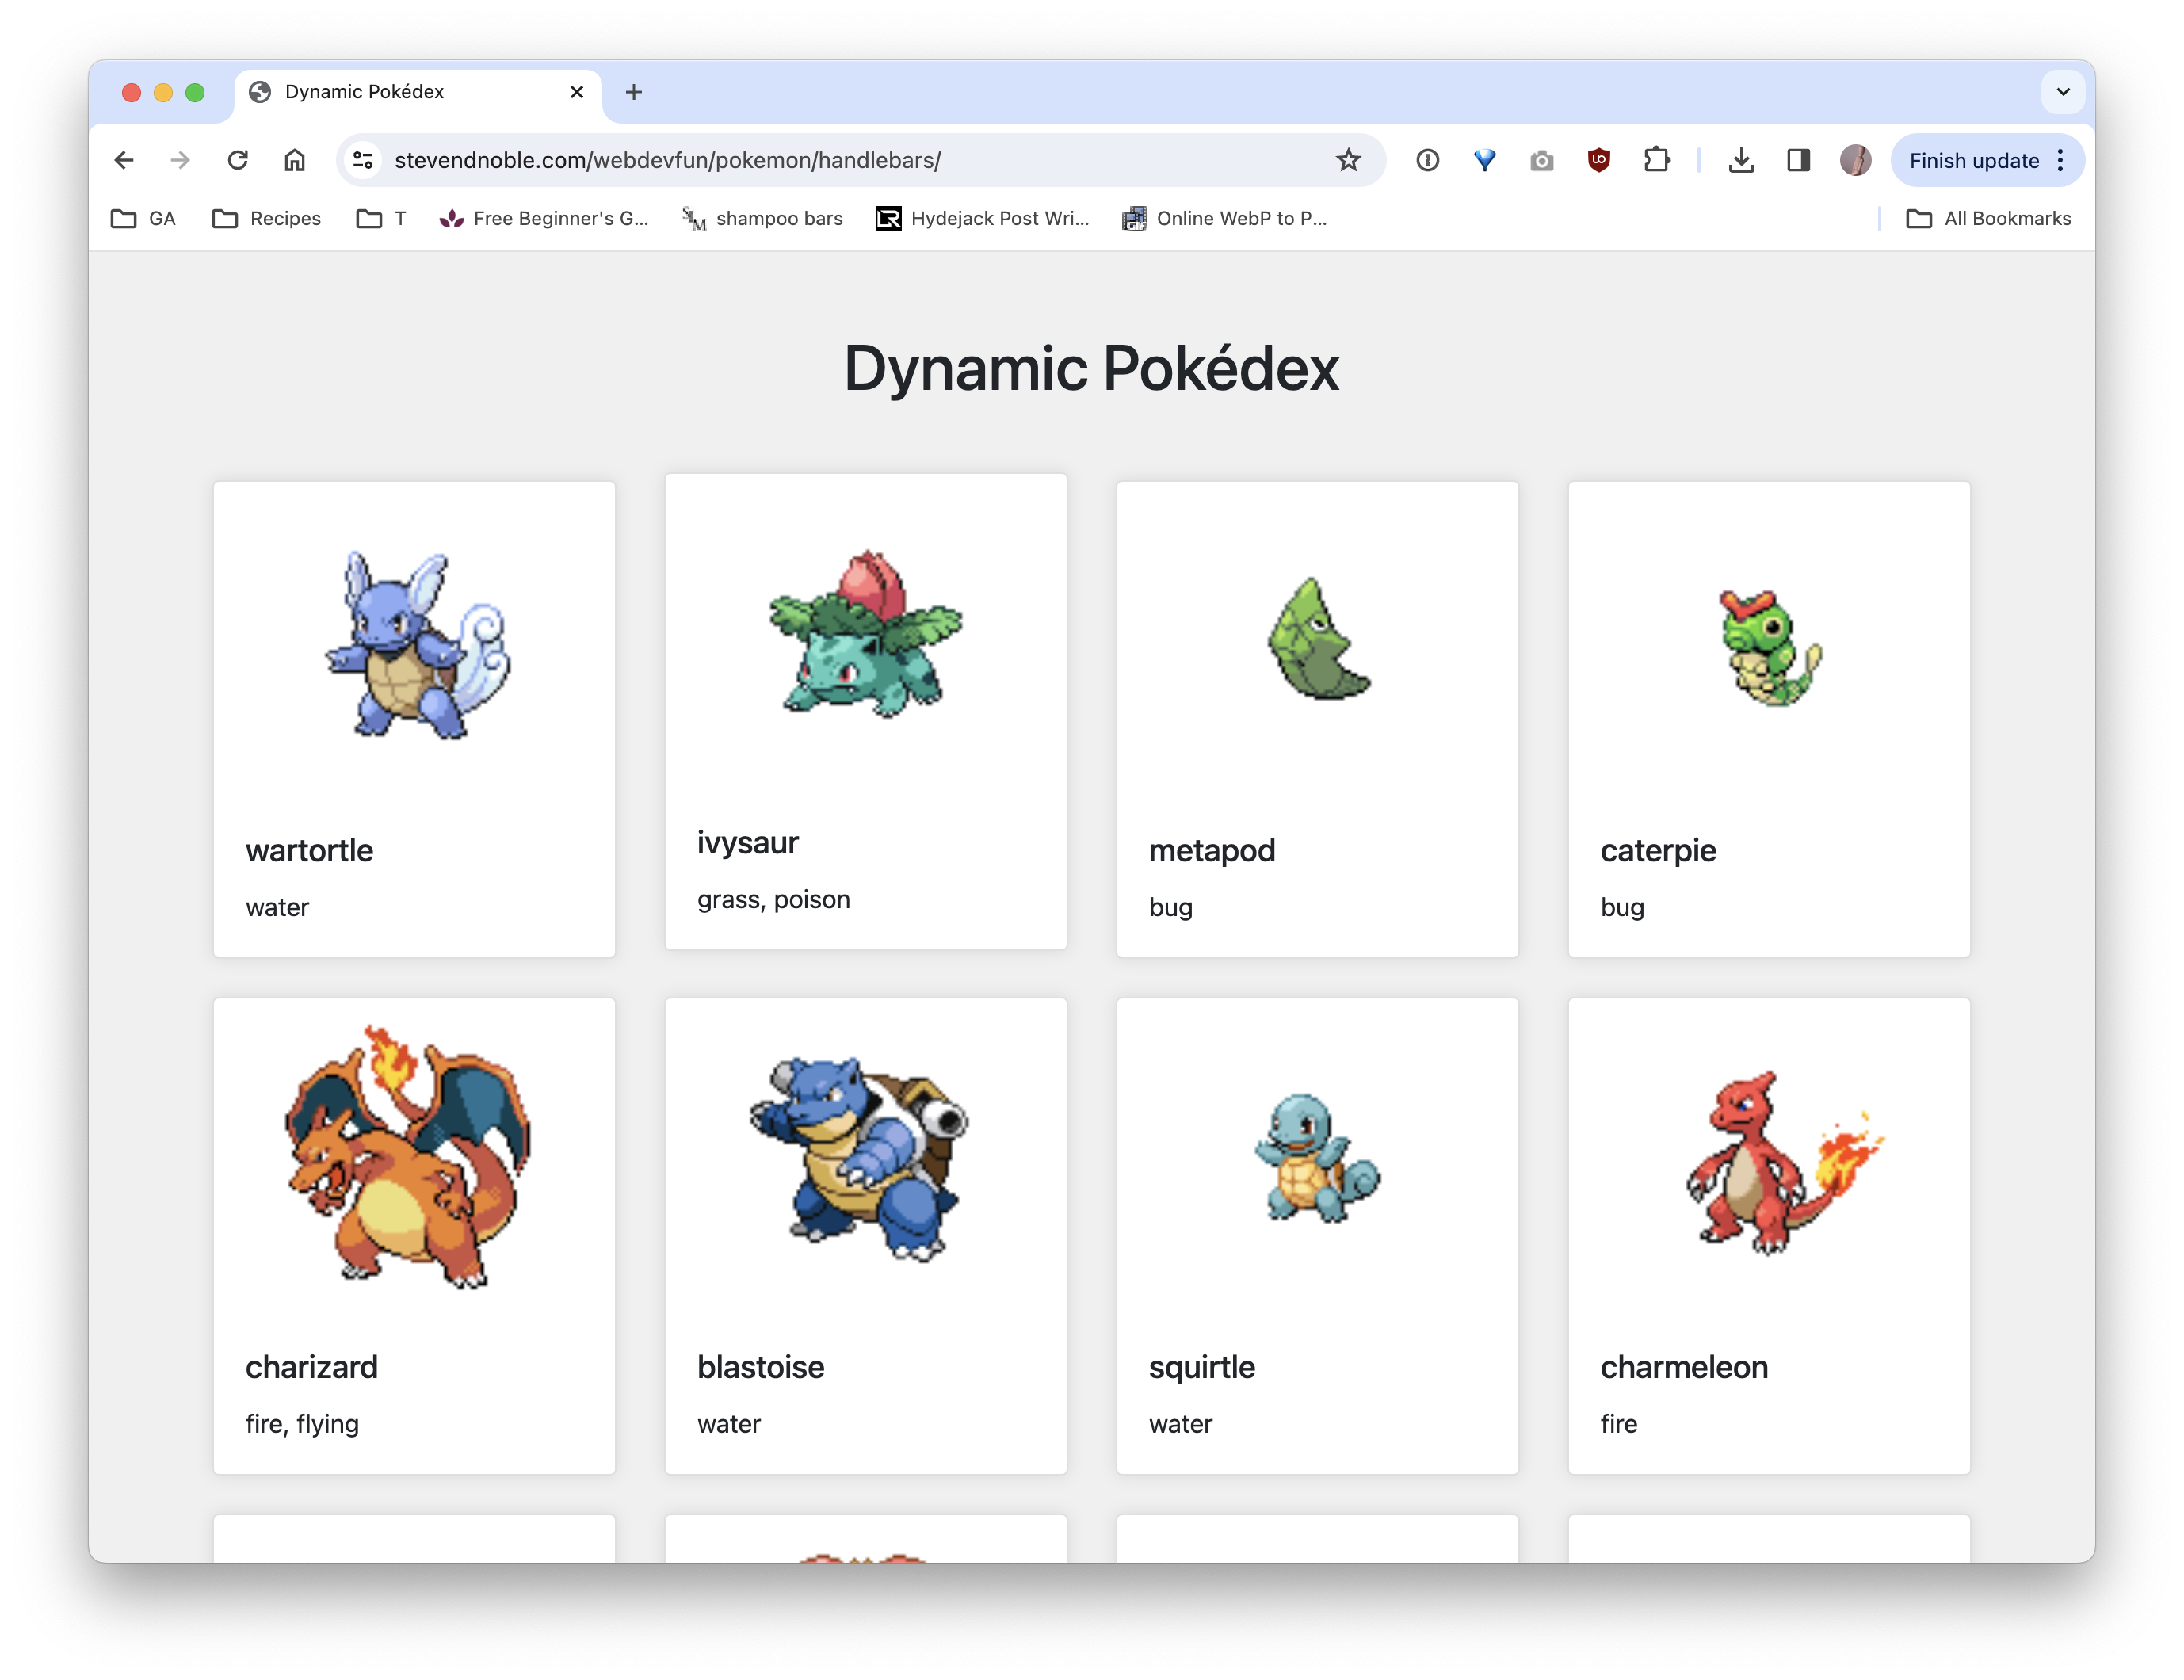 Dynamic Pokédex
stevendnoble.com/webdevfun/pokemon/handlebars/
Finish update
GA Recipes T Free Beginner's G... shampoo bars Hydejack Post Wri... Online WebP to P... All Bookmarks
Dynamic Pokédex
wartortle
water
ivysaur
grass, poison
metapod
bug
caterpie
bug
charizard
fire, flying
blastoise
water
squirtle
water
charmeleon
fire